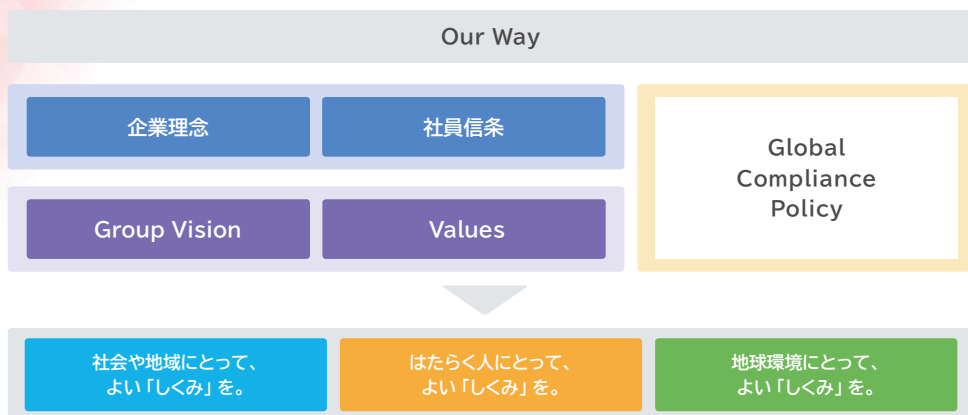 Our Way
企業理念
社員信条
Group Vision
Values
Global
Compliance
Policy
社会や地域にとって、
よい「しくみ」を。
はたらく人にとって、
よい「しくみ」を。
地球環境にとって、
よい「しくみ」を。